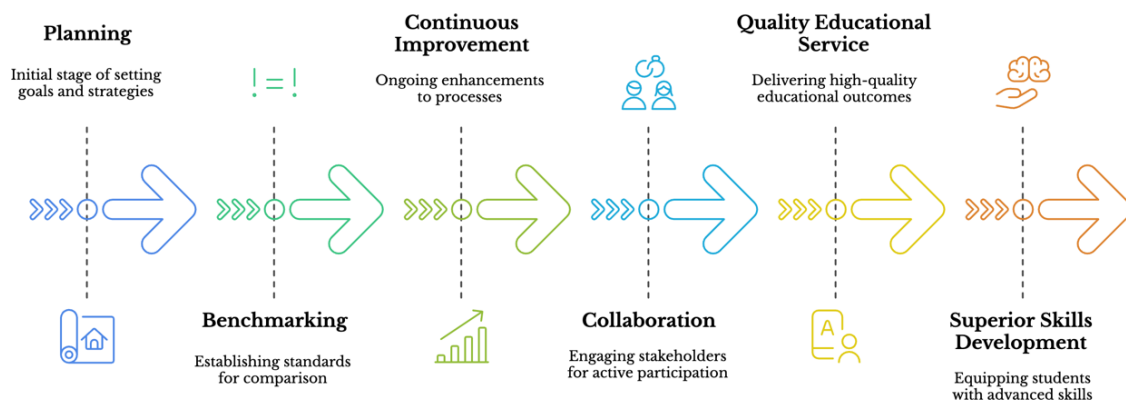 Planning
Initial stage of setting
goals and strategies
! = !
Benchmarking
Establishing standards
for comparison
Continuous
Improvement
Ongoing enhancements
to processes
Collaboration
Engaging stakeholders
for active participation
Quality Educational
Service
Delivering high-quality
educational outcomes
A
Superior Skills
Development
Equipping students
with advanced skills